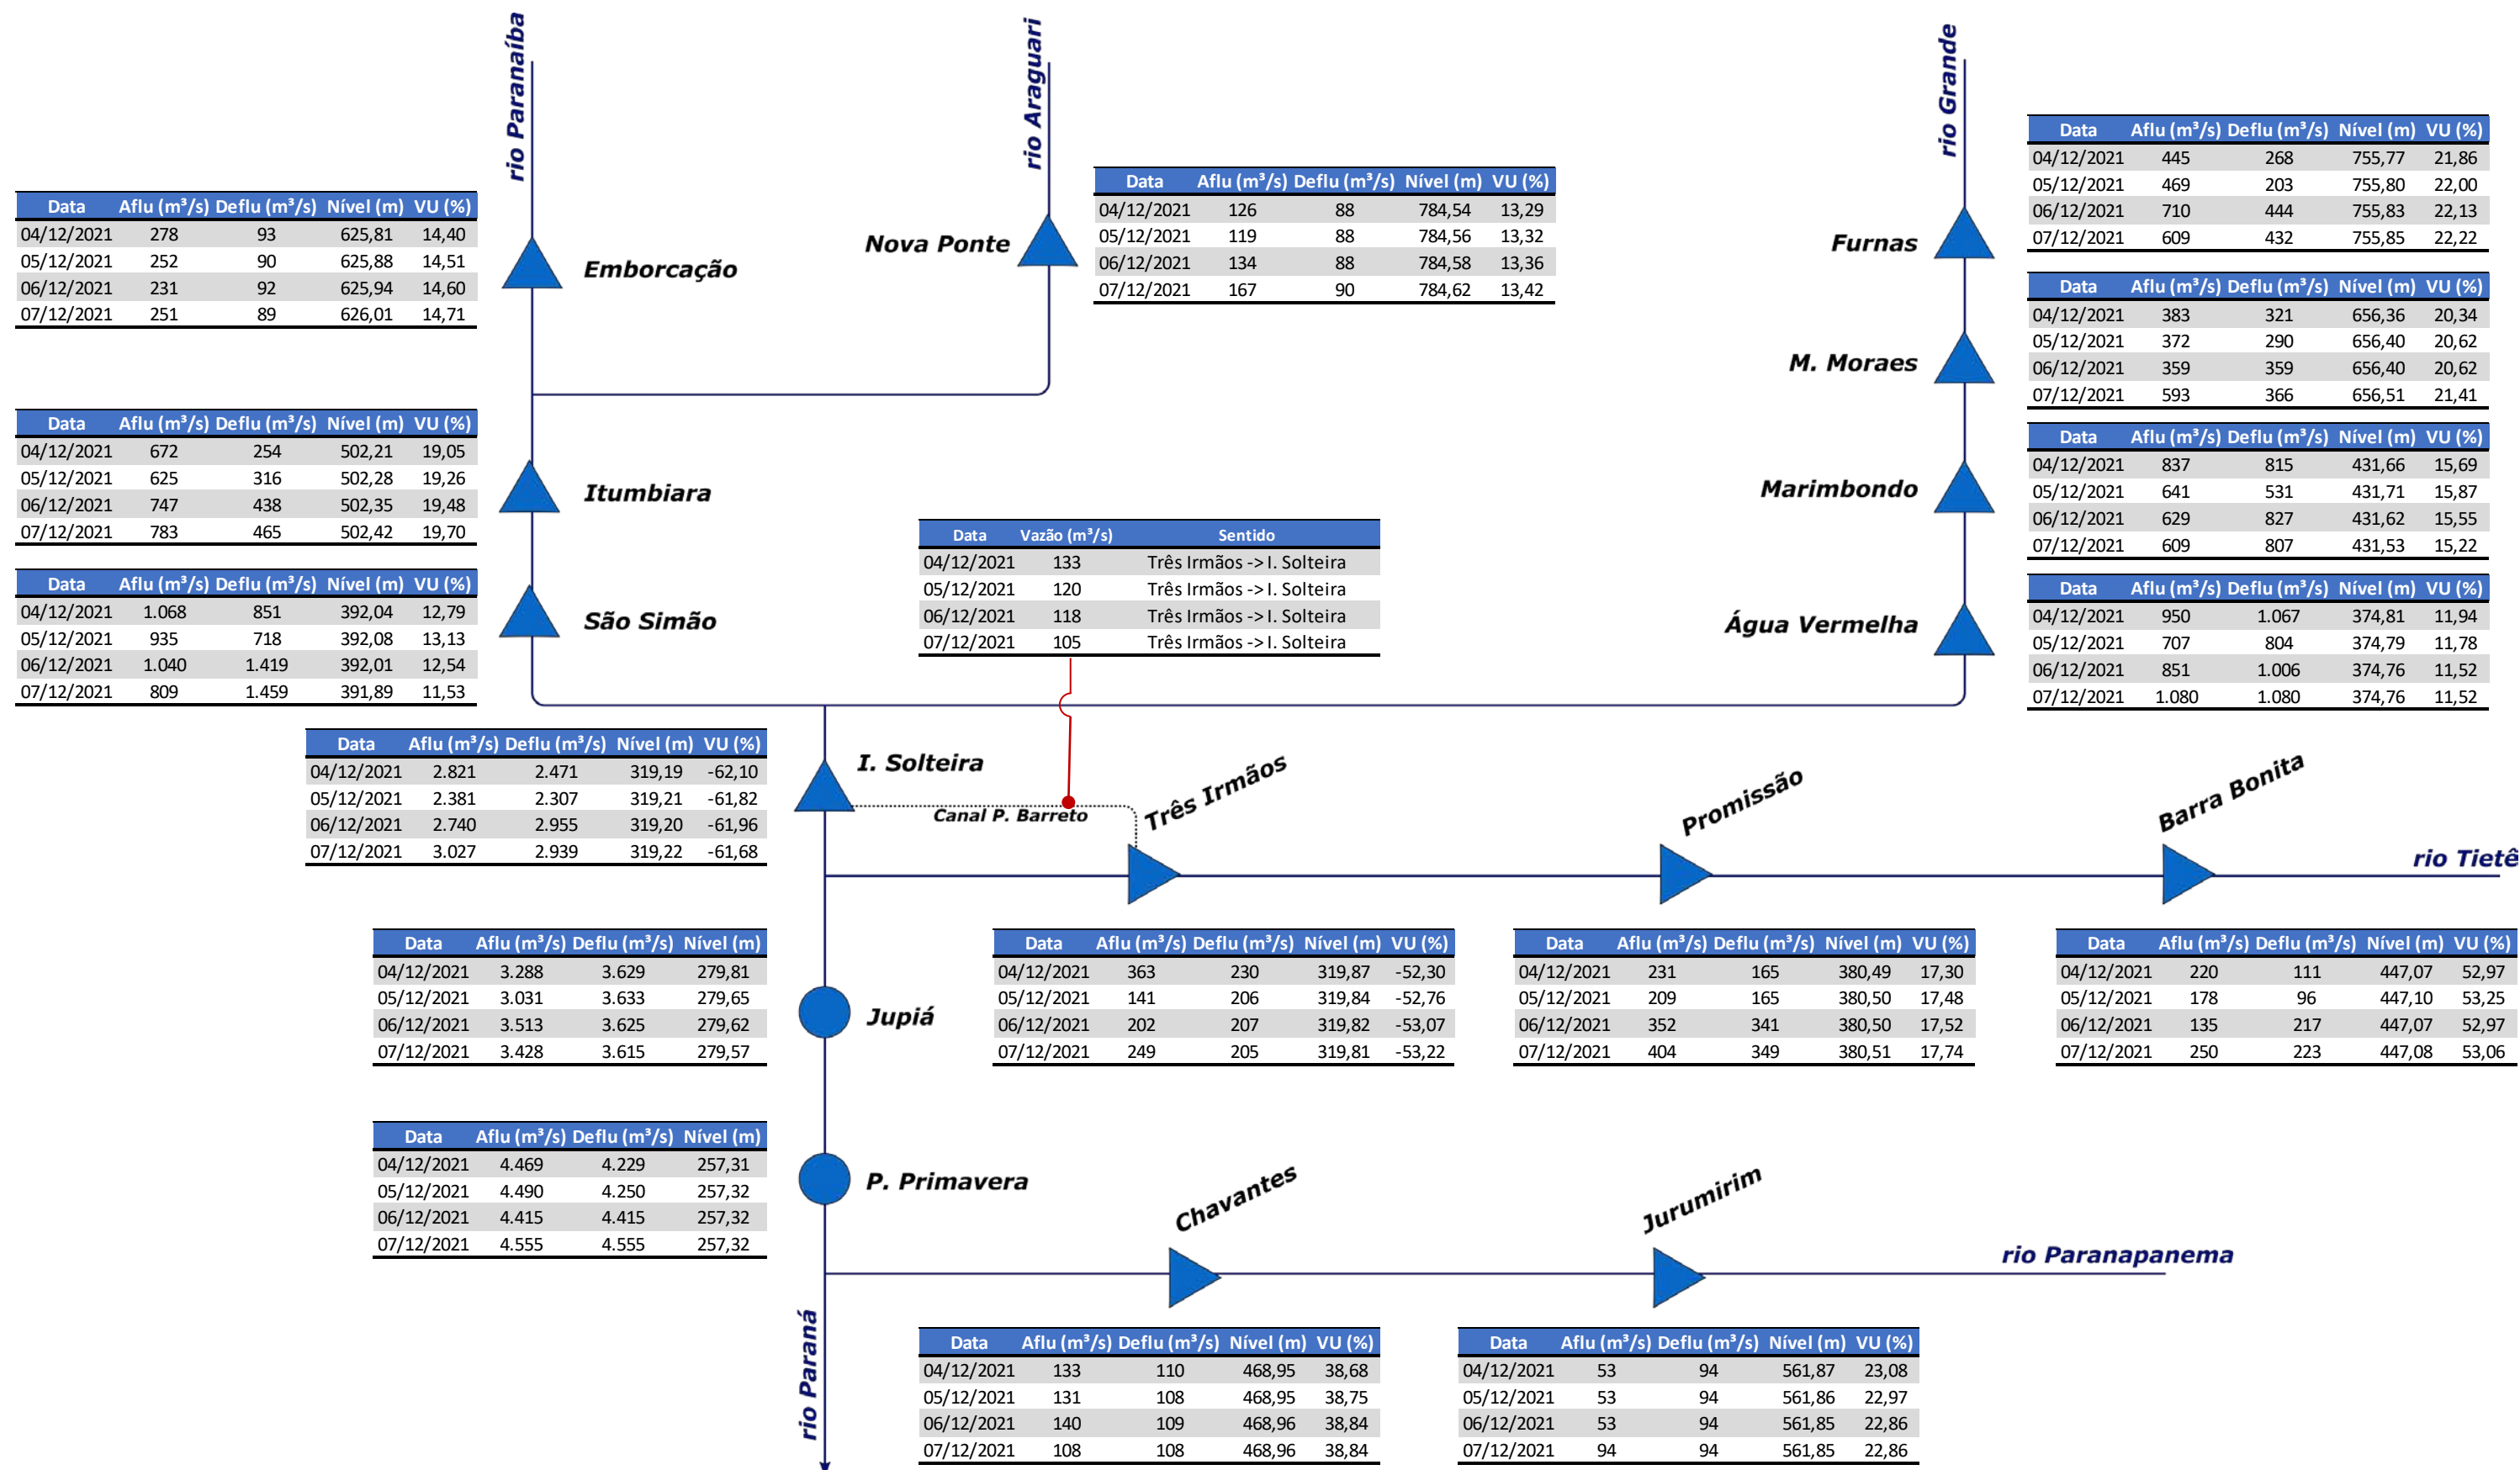 rio Paranaíba
rio Araguari
rio Grande
Data Aflu (m³/s) Deflu (m³/s) Nível (m) VU (%)
04/12/2021 278 93 625,81 14,40
05/12/2021 252 90 625,88 14,51
06/12/2021 231 92 625,94 14,60
07/12/2021 251 89 626,01 14,71
Emborcação
Nova Ponte
Data Aflu (m³/s) Deflu (m³/s) Nível (m) VU (%)
04/12/2021 126 88 784,54 13,29
05/12/2021 119 88 784,56 13,32
06/12/2021 134 88 784,58 13,36
07/12/2021 167 90 784,62 13,42
Furnas
Data Aflu (m³/s) Deflu (m³/s) Nível (m) VU (%)
04/12/2021 445 268 755,77 21,86
05/12/2021 469 203 755,80 22,00
06/12/2021 710 444 755,83 22,13
07/12/2021 609 432 755,85 22,22
M. Moraes
Data Aflu (m³/s) Deflu (m³/s) Nível (m) VU (%)
04/12/2021 383 321 656,36 20,34
05/12/2021 372 290 656,40 20,62
06/12/2021 359 359 656,40 20,62
07/12/2021 593 366 656,51 21,41
Data Aflu (m³/s) Deflu (m³/s) Nível (m) VU (%)
04/12/2021 672 254 502,21 19,05
05/12/2021 625 316 502,28 19,26
06/12/2021 747 438 502,35 19,48
07/12/2021 783 465 502,42 19,70
Itumbiara
Marimbondo
Data Aflu (m³/s) Deflu (m³/s) Nível (m) VU (%)
04/12/2021 837 815 431,66 15,69
05/12/2021 641 531 431,71 15,87
06/12/2021 629 827 431,62 15,55
07/12/2021 609 807 431,53 15,22
Data Aflu (m³/s) Deflu (m³/s) Nível (m) VU (%)
04/12/2021 1.068 851 392,04 12,79
05/12/2021 935 718 392,08 13,13
06/12/2021 1.040 1.419 392,01 12,54
07/12/2021 809 1.459 391,89 11,53
São Simão
Data Vazão (m³/s) Sentido
04/12/2021 133 Três Irmãos -> I. Solteira
05/12/2021 120 Três Irmãos -> I. Solteira
06/12/2021 118 Três Irmãos -> I. Solteira
07/12/2021 105 Três Irmãos -> I. Solteira
Água Vermelha
Data Aflu (m³/s) Deflu (m³/s) Nível (m) VU (%)
04/12/2021 950 1.067 374,81 11,94
05/12/2021 707 804 374,79 11,78
06/12/2021 851 1.006 374,76 11,52
07/12/2021 1.080 1.080 374,76 11,52
Data Aflu (m³/s) Deflu (m³/s) Nível (m) VU (%)
04/12/2021 2.821 2.471 319,19 -62,10
05/12/2021 2.381 2.307 319,21 -61,82
06/12/2021 2.740 2.955 319,20 -61,96
07/12/2021 3.027 2.939 319,22 -61,68
I. Solteira
Canal P. Barreto
Três Irmãos
Promissão
Barra Bonita
rio Tietê
Data Aflu (m³/s) Deflu (m³/s) Nível (m)
04/12/2021 3.288 3.629 279,81
05/12/2021 3.031 3.633 279,65
06/12/2021 3.513 3.625 279,62
07/12/2021 3.428 3.615 279,57
Jupiá
Data Aflu (m³/s) Deflu (m³/s) Nível (m) VU (%)
04/12/2021 363 230 319,87 -52,30
05/12/2021 141 206 319,84 -52,76
06/12/2021 202 207 319,82 -53,07
07/12/2021 249 205 319,81 -53,22
Data Aflu (m³/s) Deflu (m³/s) Nível (m) VU (%)
04/12/2021 231 165 380,49 17,30
05/12/2021 209 165 380,50 17,48
06/12/2021 352 341 380,50 17,52
07/12/2021 404 349 380,51 17,74
Data Aflu (m³/s) Deflu (m³/s) Nível (m) VU (%)
04/12/2021 220 111 447,07 52,97
05/12/2021 178 96 447,10 53,25
06/12/2021 135 217 447,07 52,97
07/12/2021 250 223 447,08 53,06
Data Aflu (m³/s) Deflu (m³/s) Nível (m)
04/12/2021 4.469 4.229 257,31
05/12/2021 4.490 4.250 257,32
06/12/2021 4.415 4.415 257,32
07/12/2021 4.555 4.555 257,32
P. Primavera
Chavantes
Jurumirim
rio Paranapanema
rio Paraná
Data Aflu (m³/s) Deflu (m³/s) Nível (m) VU (%)
04/12/2021 133 110 468,95 38,68
05/12/2021 131 108 468,95 38,75
06/12/2021 140 109 468,96 38,84
07/12/2021 108 108 468,96 38,84
Data Aflu (m³/s) Deflu (m³/s) Nível (m) VU (%)
04/12/2021 53 94 561,87 23,08
05/12/2021 53 94 561,86 22,97
06/12/2021 53 94 561,85 22,86
07/12/2021 94 94 561,85 22,86